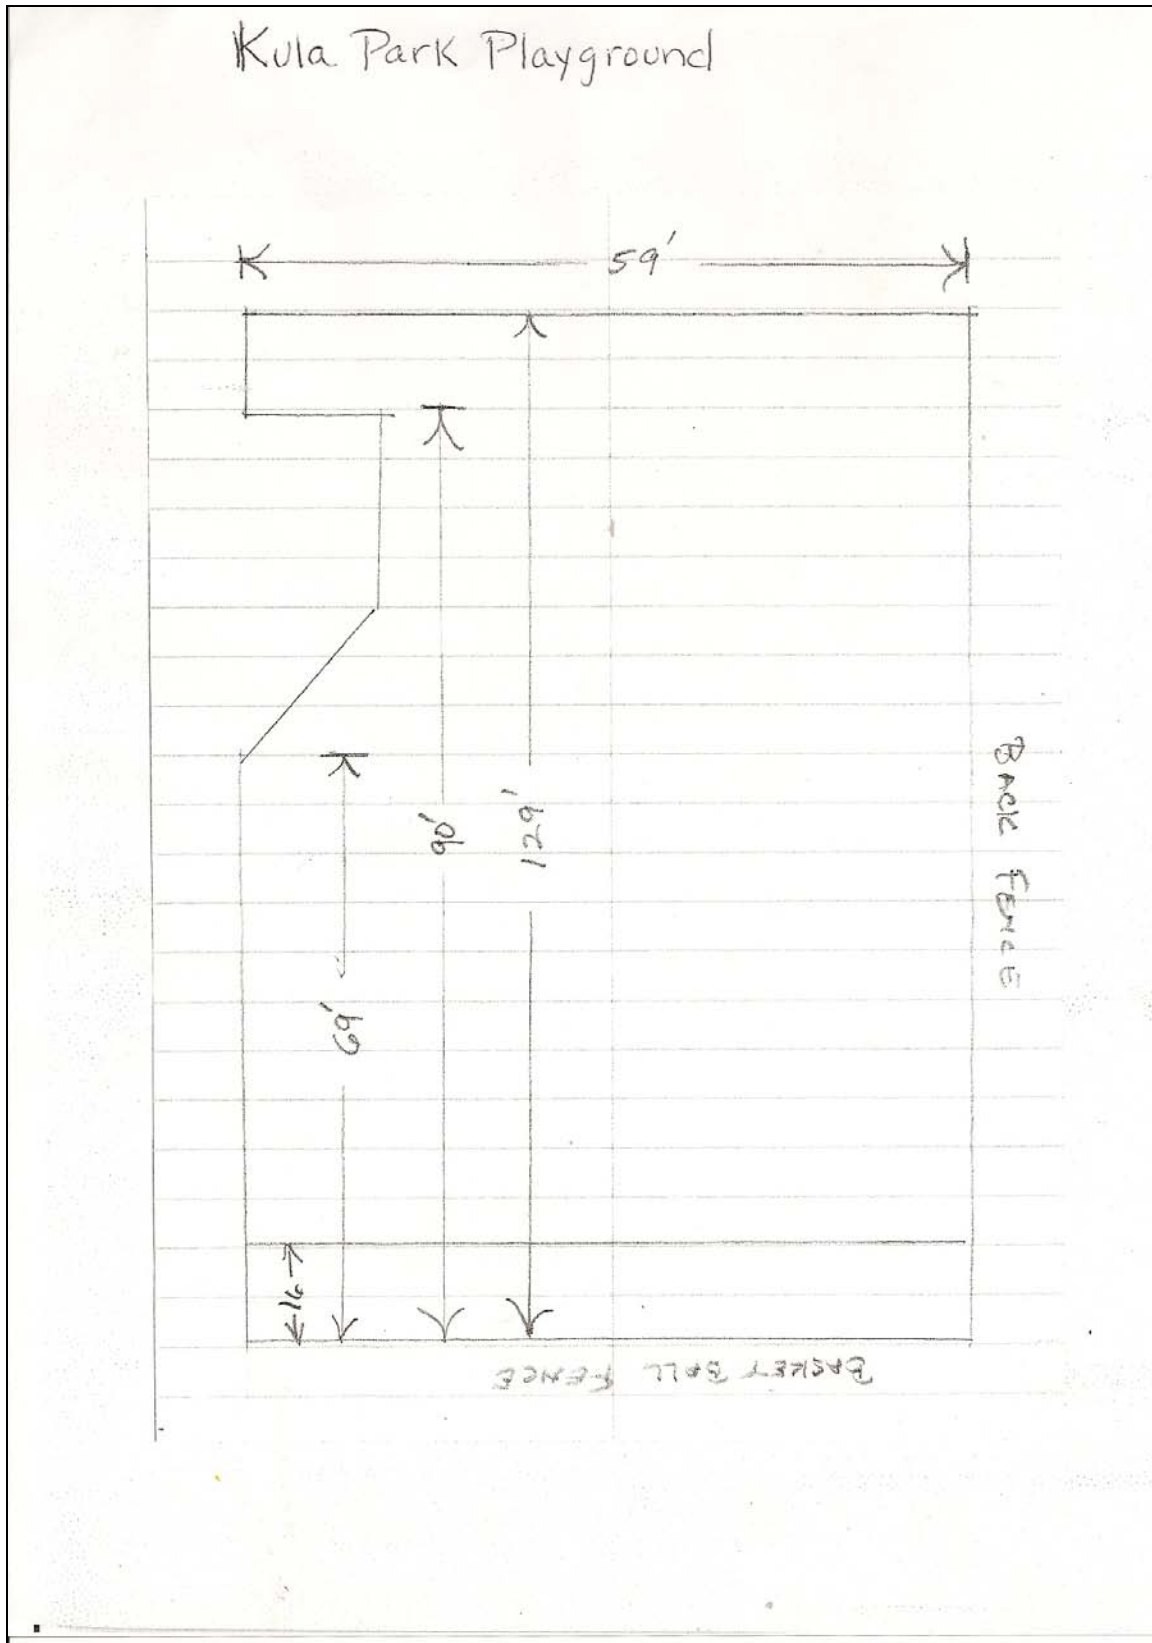 Kula Park Playground
59'
129'
90'
69'
16
BACK FENCE
BASKET BALL FENCE